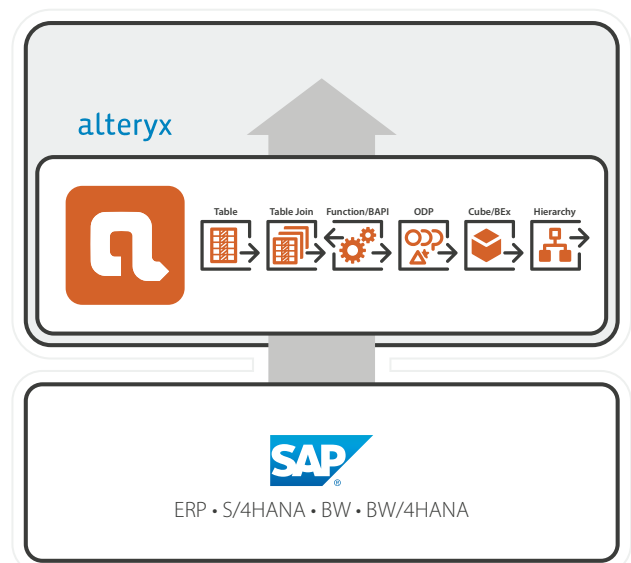 alteryx
Table Table Join Function/BAPI ODP Cube/BEx Hierarchy
SAP
®
ERP • S/4HANA • BW • BW/4HANA